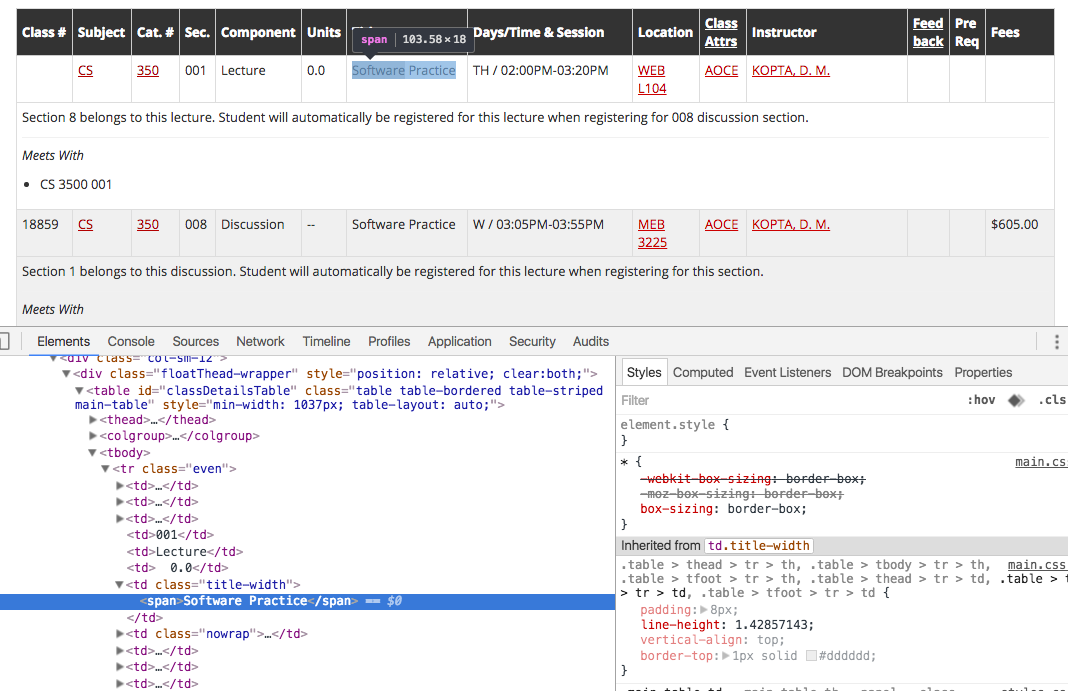 Class # Subject Cat. # Sec. Component Units Days/Time & Session Location Class Attrs Instructor Feed back Pre Req Fees
span 103.58 × 18
CS 350 001 Lecture 0.0 Software Practice TH / 02:00PM-03:20PM WEB L104 AOCE KOPTA, D. M.
Section 8 belongs to this lecture. Student will automatically be registered for this lecture when registering for 008 discussion section.
Meets With
• CS 3500 001
18859 CS 350 008 Discussion -- Software Practice W / 03:05PM-03:55PM MEB 3225 AOCE KOPTA, D. M. $605.00
Section 1 belongs to this discussion. Student will automatically be registered for this lecture when registering for this section.
Meets With
Elements Console Sources Network Timeline Profiles Application Security Audits
▼<div class="col-sm-12">
▼<div class="floatThead-wrapper" style="position: relative; clear:both;">
▼<table id="classDetailsTable" class="table table-bordered table-striped
main-table" style="min-width: 1037px; table-layout: auto;">
▶<thead>…</thead>
▶<colgroup>…</colgroup>
▼<tbody>
▼<tr class="even">
▶<td>…</td>
▶<td>…</td>
▶<td>…</td>
<td>001</td>
<td>Lecture</td>
<td>  0.0</td>
▼<td class="title-width">
<span>Software Practice</span> == $0
</td>
▶<td class="nowrap">…</td>
▶<td>…</td>
▶<td>…</td>
▶<td>…</td>
Styles Computed Event Listeners DOM Breakpoints Properties
Filter :hov .cls
element.style {
}
* { main.cs
-webkit-box-sizing: border-box;
-moz-box-sizing: border-box;
box-sizing: border-box;
}
Inherited from td.title-width
.table > thead > tr > th, .table > tbody > tr > th, main.css
.table > tfoot > tr > th, .table > thead > tr > td, .table > t
> tr > td, .table > tfoot > tr > td {
padding:▶8px;
line-height: 1.42857143;
vertical-align: top;
border-top:▶1px solid #dddddd;
}